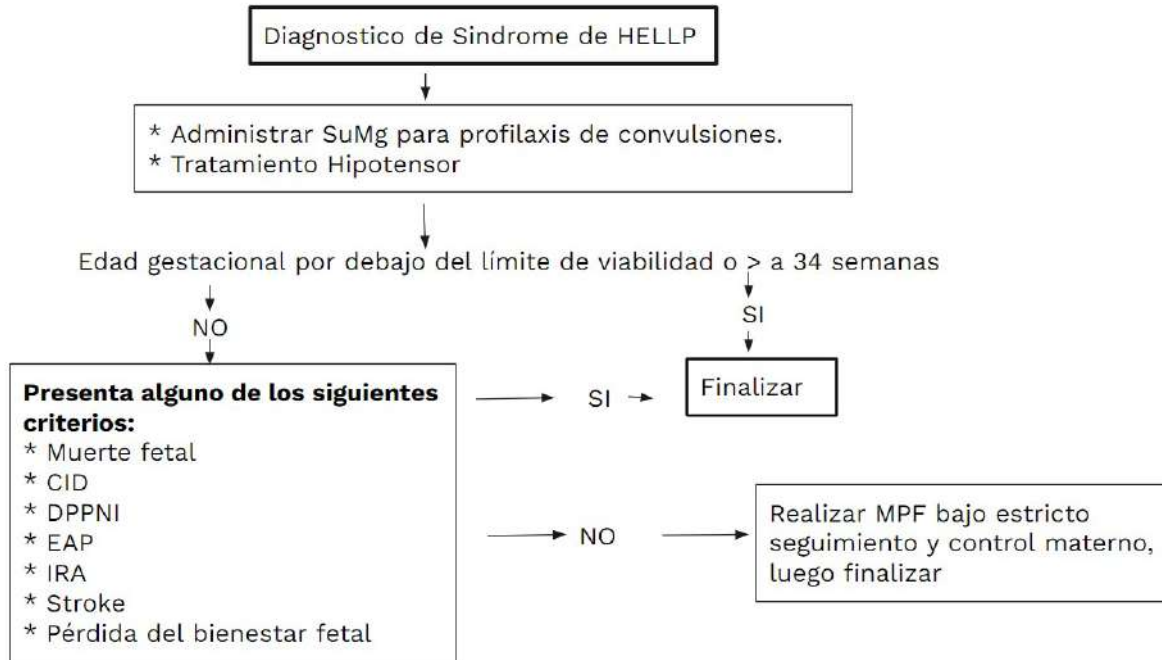 Diagnostico de Sindrome de HELLP
* Administrar SuMg para profilaxis de convulsiones.
* Tratamiento Hipotensor
Edad gestacional por debajo del límite de viabilidad o > a 34 semanas
NO
SI
Presenta alguno de los siguientes
criterios:
* Muerte fetal
* CID
* DPPNI
* EAP
* IRA
* Stroke
* Pérdida del bienestar fetal
SI
Finalizar
NO
Realizar MPF bajo estricto
seguimiento y control materno,
luego finalizar